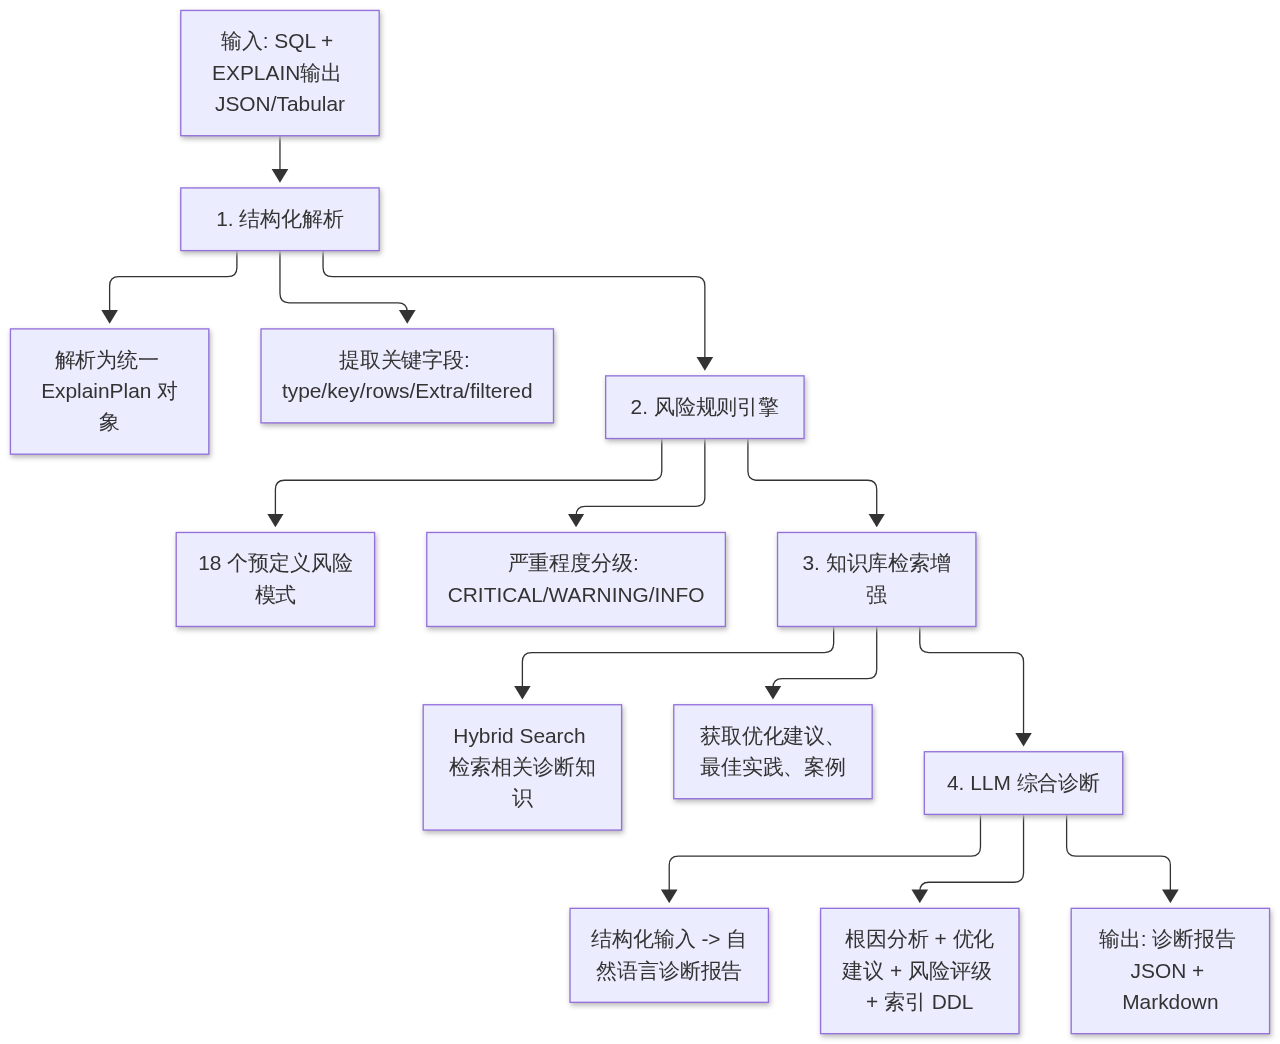 输入: SQL +
EXPLAIN输出
JSON/Tabular
1. 结构化解析
解析为统一
ExplainPlan 对
象
提取关键字段:
type/key/rows/Extra/filtered
2. 风险规则引擎
18 个预定义风险
模式
严重程度分级:
CRITICAL/WARNING/INFO
3. 知识库检索增
强
Hybrid Search
检索相关诊断知
识
获取优化建议、
最佳实践、案例
4. LLM 综合诊断
结构化输入 -> 自
然语言诊断报告
根因分析 + 优化
建议 + 风险评级
+ 索引 DDL
输出: 诊断报告
JSON +
Markdown